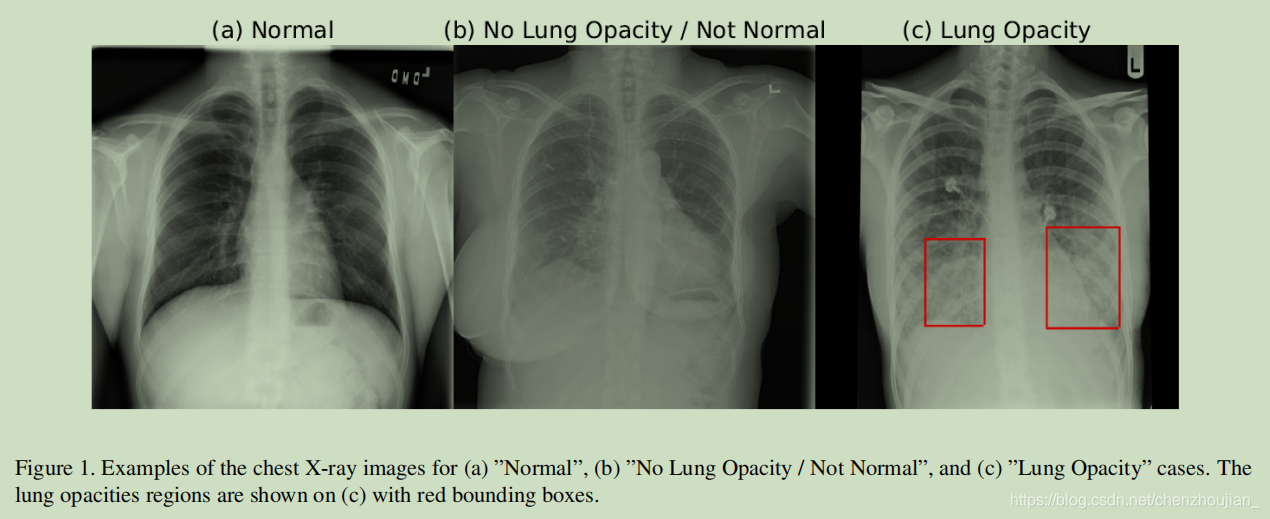 (a) Normal
(b) No Lung Opacity / Not Normal
(c) Lung Opacity
L
L
Figure 1. Examples of the chest X-ray images for (a) ”Normal”, (b) ”No Lung Opacity / Not Normal”, and (c) ”Lung Opacity” cases. The
lung opacities regions are shown on (c) with red bounding boxes.
https://blog.csdn.net/chenzhoujian_